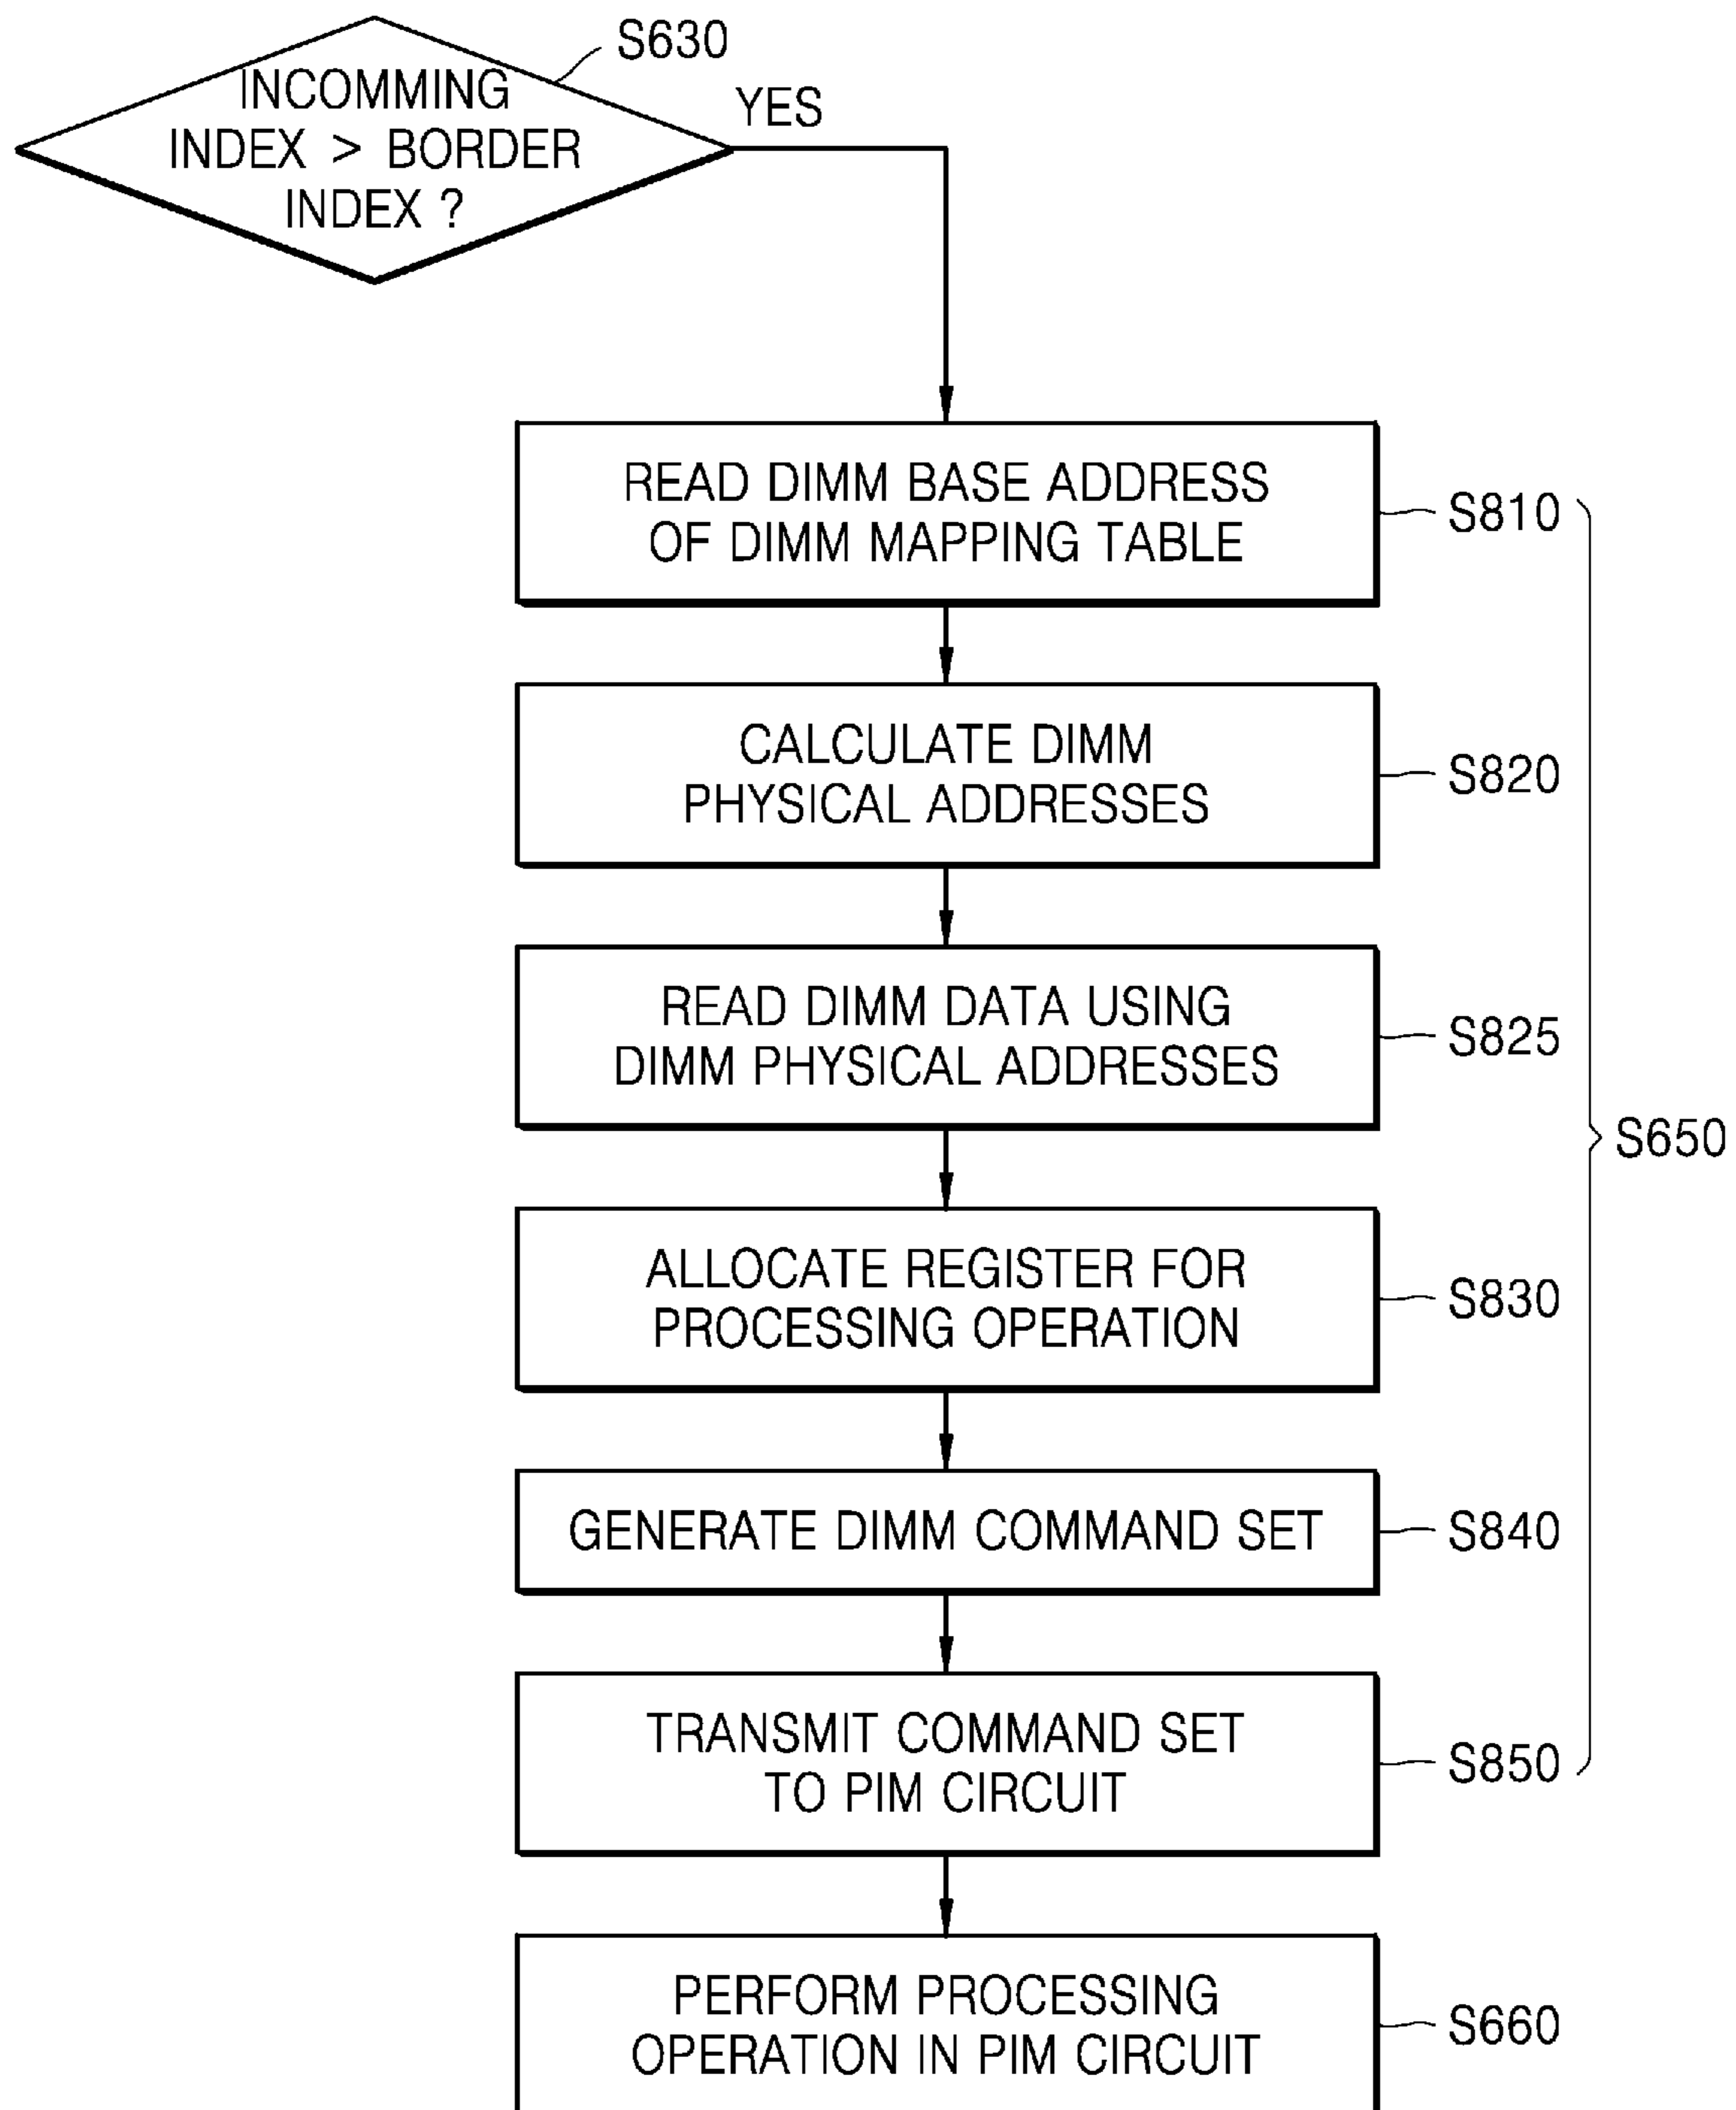 S630
INCOMMING
INDEX > BORDER
INDEX ?
YES
READ DIMM BASE ADDRESS
OF DIMM MAPPING TABLE
S810
CALCULATE DIMM
PHYSICAL ADDRESSES
S820
READ DIMM DATA USING
DIMM PHYSICAL ADDRESSES
S825
S650
ALLOCATE REGISTER FOR
PROCESSING OPERATION
S830
GENERATE DIMM COMMAND SET
S840
TRANSMIT COMMAND SET
TO PIM CIRCUIT
S850
PERFORM PROCESSING
OPERATION IN PIM CIRCUIT
S660